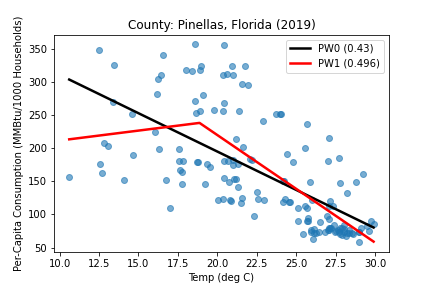 County: Pinellas, Florida (2019)
PW0 (0.43)
PW1 (0.496)
Per-Capita Consumption (MMBtu/1000 Households)
350
300
250
200
150
100
50
10.0 12.5 15.0 17.5 20.0 22.5 25.0 27.5 30.0
Temp (deg C)